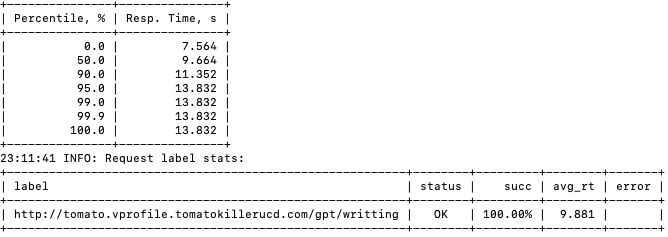 +--------------+---------------+
| Percentile, % | Resp. Time, s |
+--------------+---------------+
| 0.0 | 7.564 |
| 50.0 | 9.664 |
| 90.0 | 11.352 |
| 95.0 | 13.832 |
| 99.0 | 13.832 |
| 99.9 | 13.832 |
| 100.0 | 13.832 |
+--------------+---------------+
23:11:41 INFO: Request label stats:
+------------------------------------------------------+--------+---------+--------+-------+
| label | status | succ | avg_rt | error |
+------------------------------------------------------+--------+---------+--------+-------+
| http://tomato.vprofile.tomatokillerucd.com/gpt/writting | OK | 100.00% | 9.881 | |
+------------------------------------------------------+--------+---------+--------+-------+